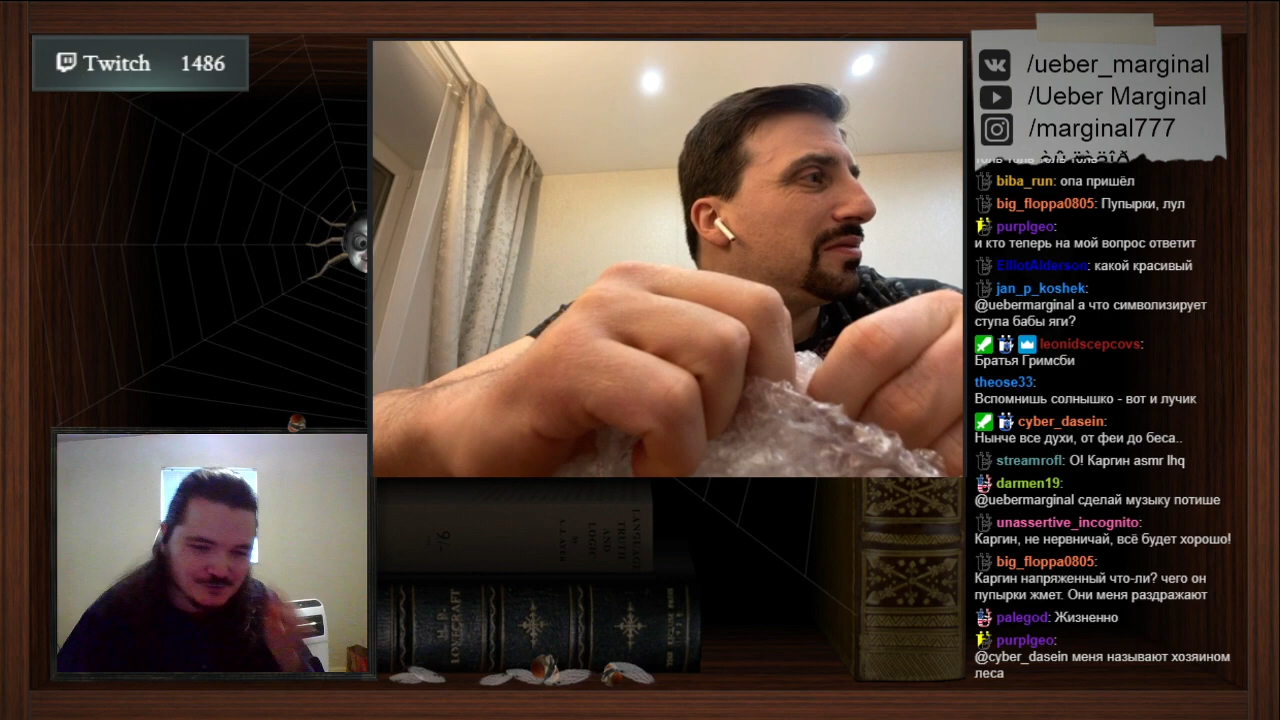 Twitch 1486
/ueber_marginal
/Ueber Marginal
/marginal777
biba_run: опа пришёл
big_floppa0805: Пупырки, лул
purplgeo:
и кто теперь на мой вопрос ответит
ElliotAlderson: какой красивый
jan_p_koshek:
@uebermarginal а что символизирует
ступа бабы яги?
leonidscepcovs:
Братья Гримсби
theose33:
Вспомнишь солнышко - вот и лучик
cyber_dasein:
Нынче все духи, от феи до беса..
streamrofl: О! Каргин asmr lhq
darmen19:
@uebermarginal сделай музыку потише
unassertive_incognito:
Каргин, не нервничай, всё будет хорошо!
big_floppa0805:
Каргин напряженный что-ли? чего он
пупырки жмет. Они меня раздражают
palegod: Жизненно
purplgeo:
@cyber_dasein меня называют хозяином
леса
LANGUAGE
TRUTH
AND
LOGIC
H.P.
LOVECRAFT